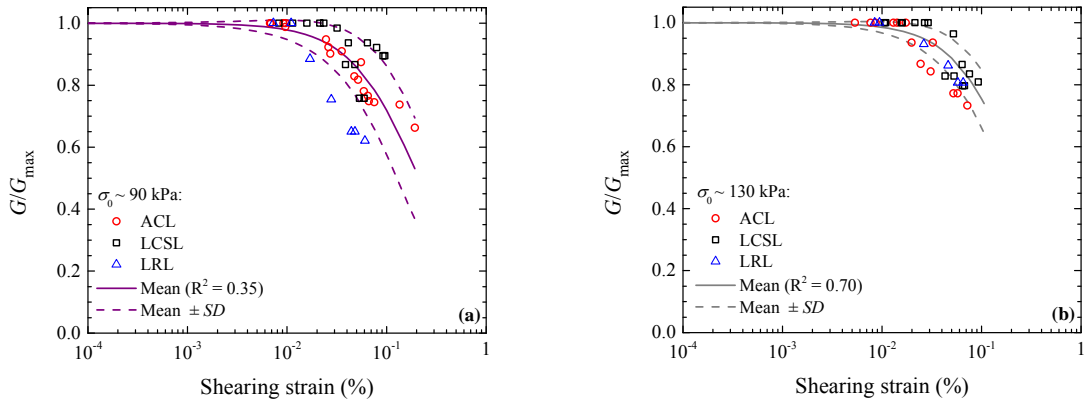 1.0
0.8
0.6
0.4
0.2
0.0
G/Gmax
σ0 ~ 90 kPa:
ACL
LCSL
LRL
Mean (R² = 0.35)
Mean ± SD
(a)
10⁻⁴
10⁻³
10⁻²
10⁻¹
1
Shearing strain (%)
1.0
0.8
0.6
0.4
0.2
0.0
G/Gmax
σ0 ~ 130 kPa:
ACL
LCSL
LRL
Mean (R² = 0.70)
Mean ± SD
(b)
10⁻⁴
10⁻³
10⁻²
10⁻¹
1
Shearing strain (%)